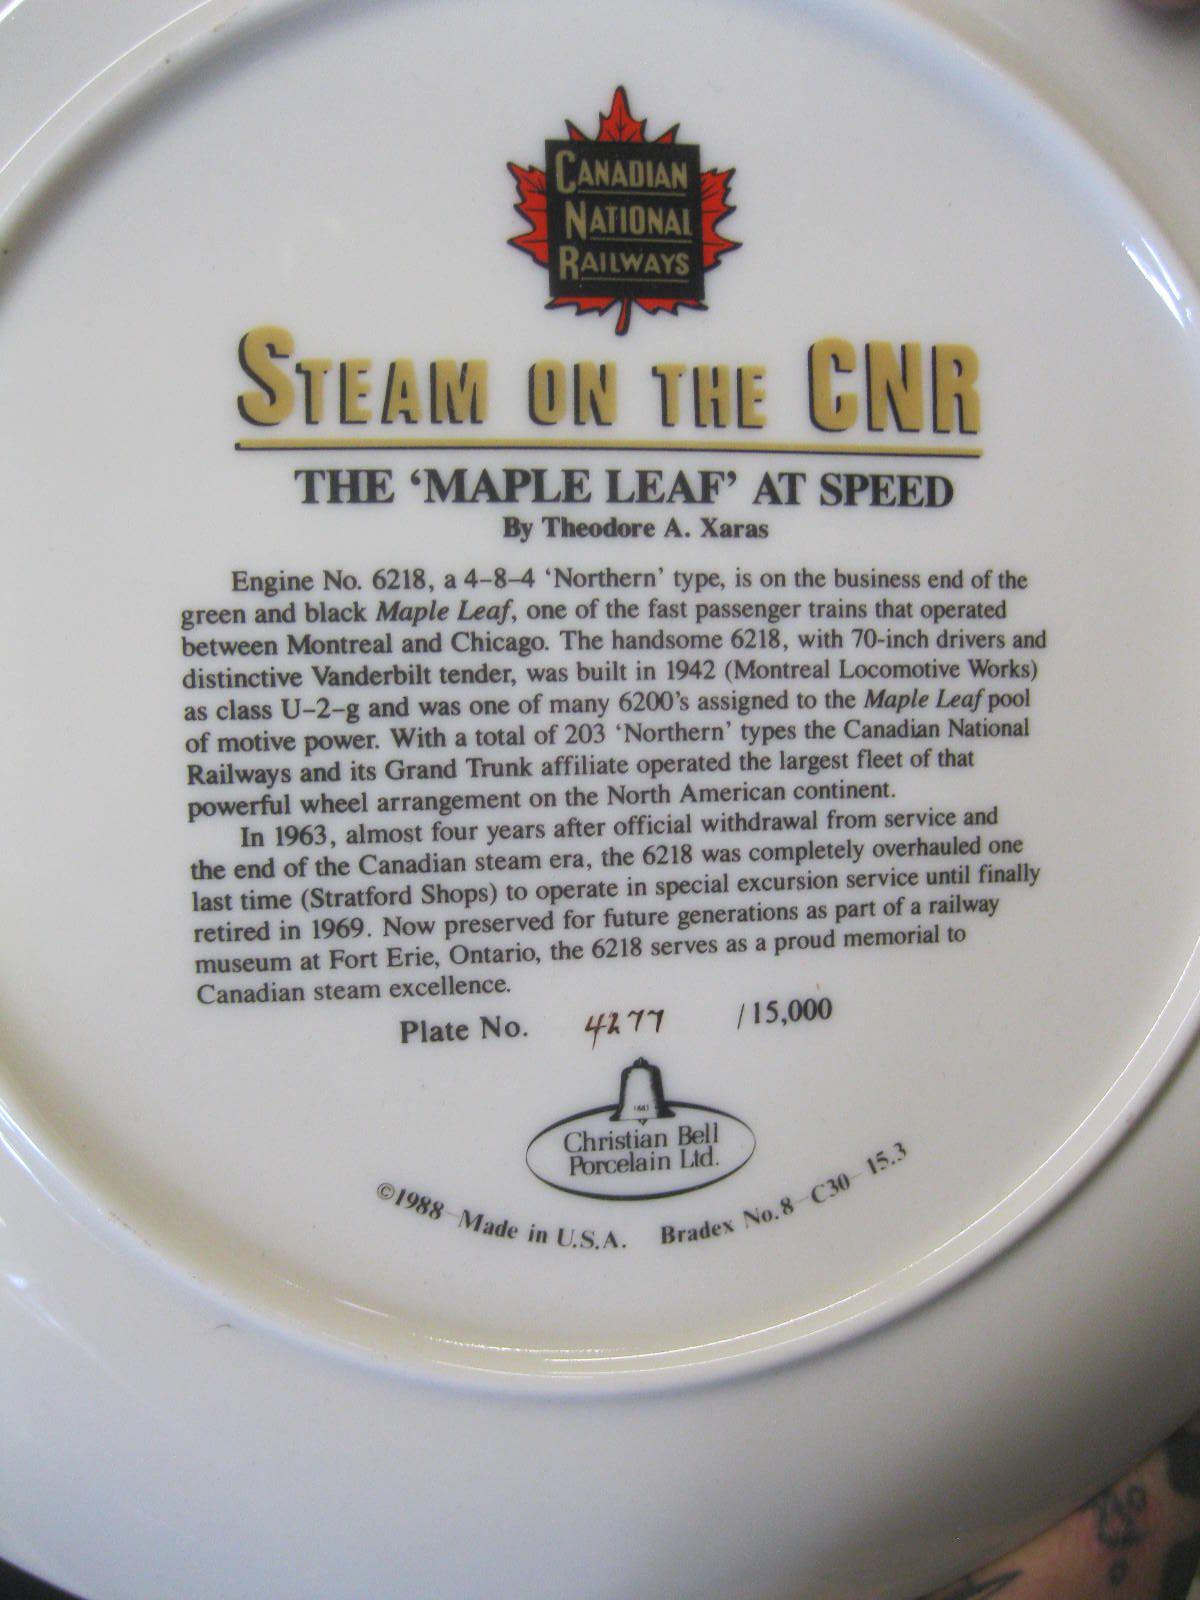 CANADIAN
NATIONAL
RAILWAYS
STEAM ON THE CNR
THE ‘MAPLE LEAF’ AT SPEED
By Theodore A. Xaras
Engine No. 6218, a 4-8-4 ‘Northern’ type, is on the business end of the
green and black Maple Leaf, one of the fast passenger trains that operated
between Montreal and Chicago. The handsome 6218, with 70-inch drivers and
distinctive Vanderbilt tender, was built in 1942 (Montreal Locomotive Works)
as class U-2-g and was one of many 6200’s assigned to the Maple Leaf pool
of motive power. With a total of 203 ‘Northern’ types the Canadian National
Railways and its Grand Trunk affiliate operated the largest fleet of that
powerful wheel arrangement on the North American continent.
In 1963, almost four years after official withdrawal from service and
the end of the Canadian steam era, the 6218 was completely overhauled one
last time (Stratford Shops) to operate in special excursion service until finally
retired in 1969. Now preserved for future generations as part of a railway
museum at Fort Erie, Ontario, the 6218 serves as a proud memorial to
Canadian steam excellence.
Plate No. 4277 /15,000
Christian Bell
Porcelain Ltd.
©1988 Made in U.S.A. Bradex No. 8-C30-15.3